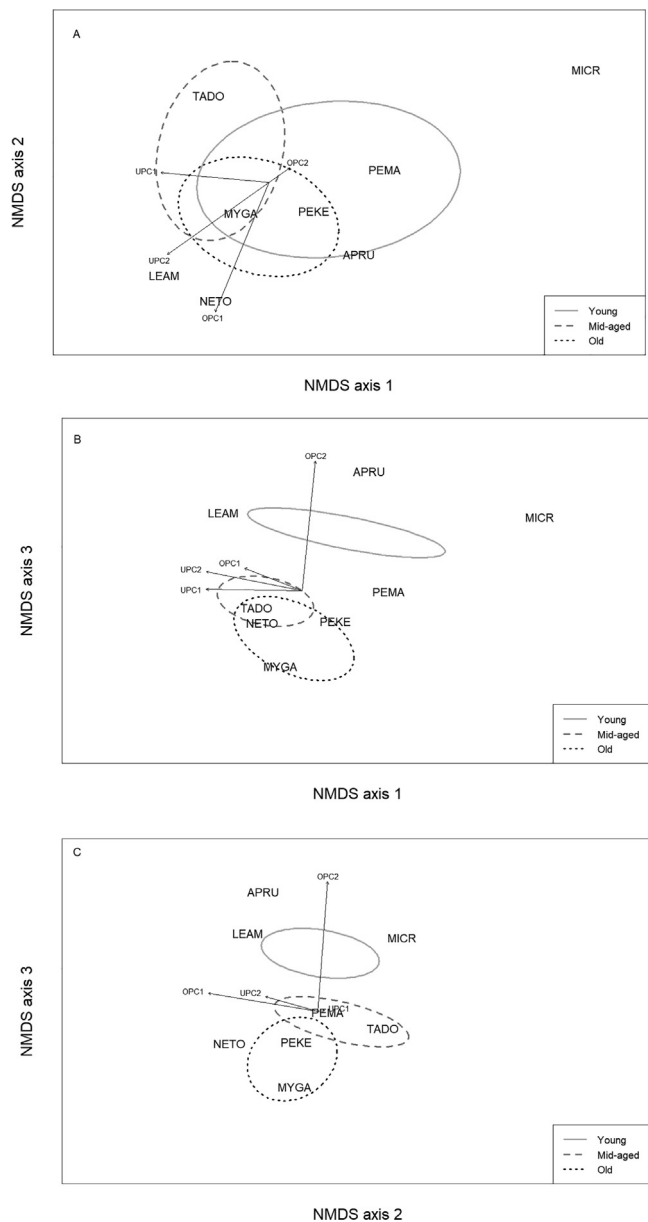 A
MICR
TADO
NMDS axis 2
OPC2
PEMA
UPC1
PEKE
MYGA
APRU
UPC2
LEAM
NETO
OPC1
Young
Mid-aged
Old
NMDS axis 1
B
OPC2
APRU
LEAM
MICR
NMDS axis 3
OPC1
UPC2
UPC1
PEMA
TADO
NETO
PEKE
MYGA
Young
Mid-aged
Old
NMDS axis 1
C
OPC2
APRU
LEAM
MICR
NMDS axis 3
OPC1
UPC2
UPC1
PEMA
TADO
NETO
PEKE
MYGA
Young
Mid-aged
Old
NMDS axis 2